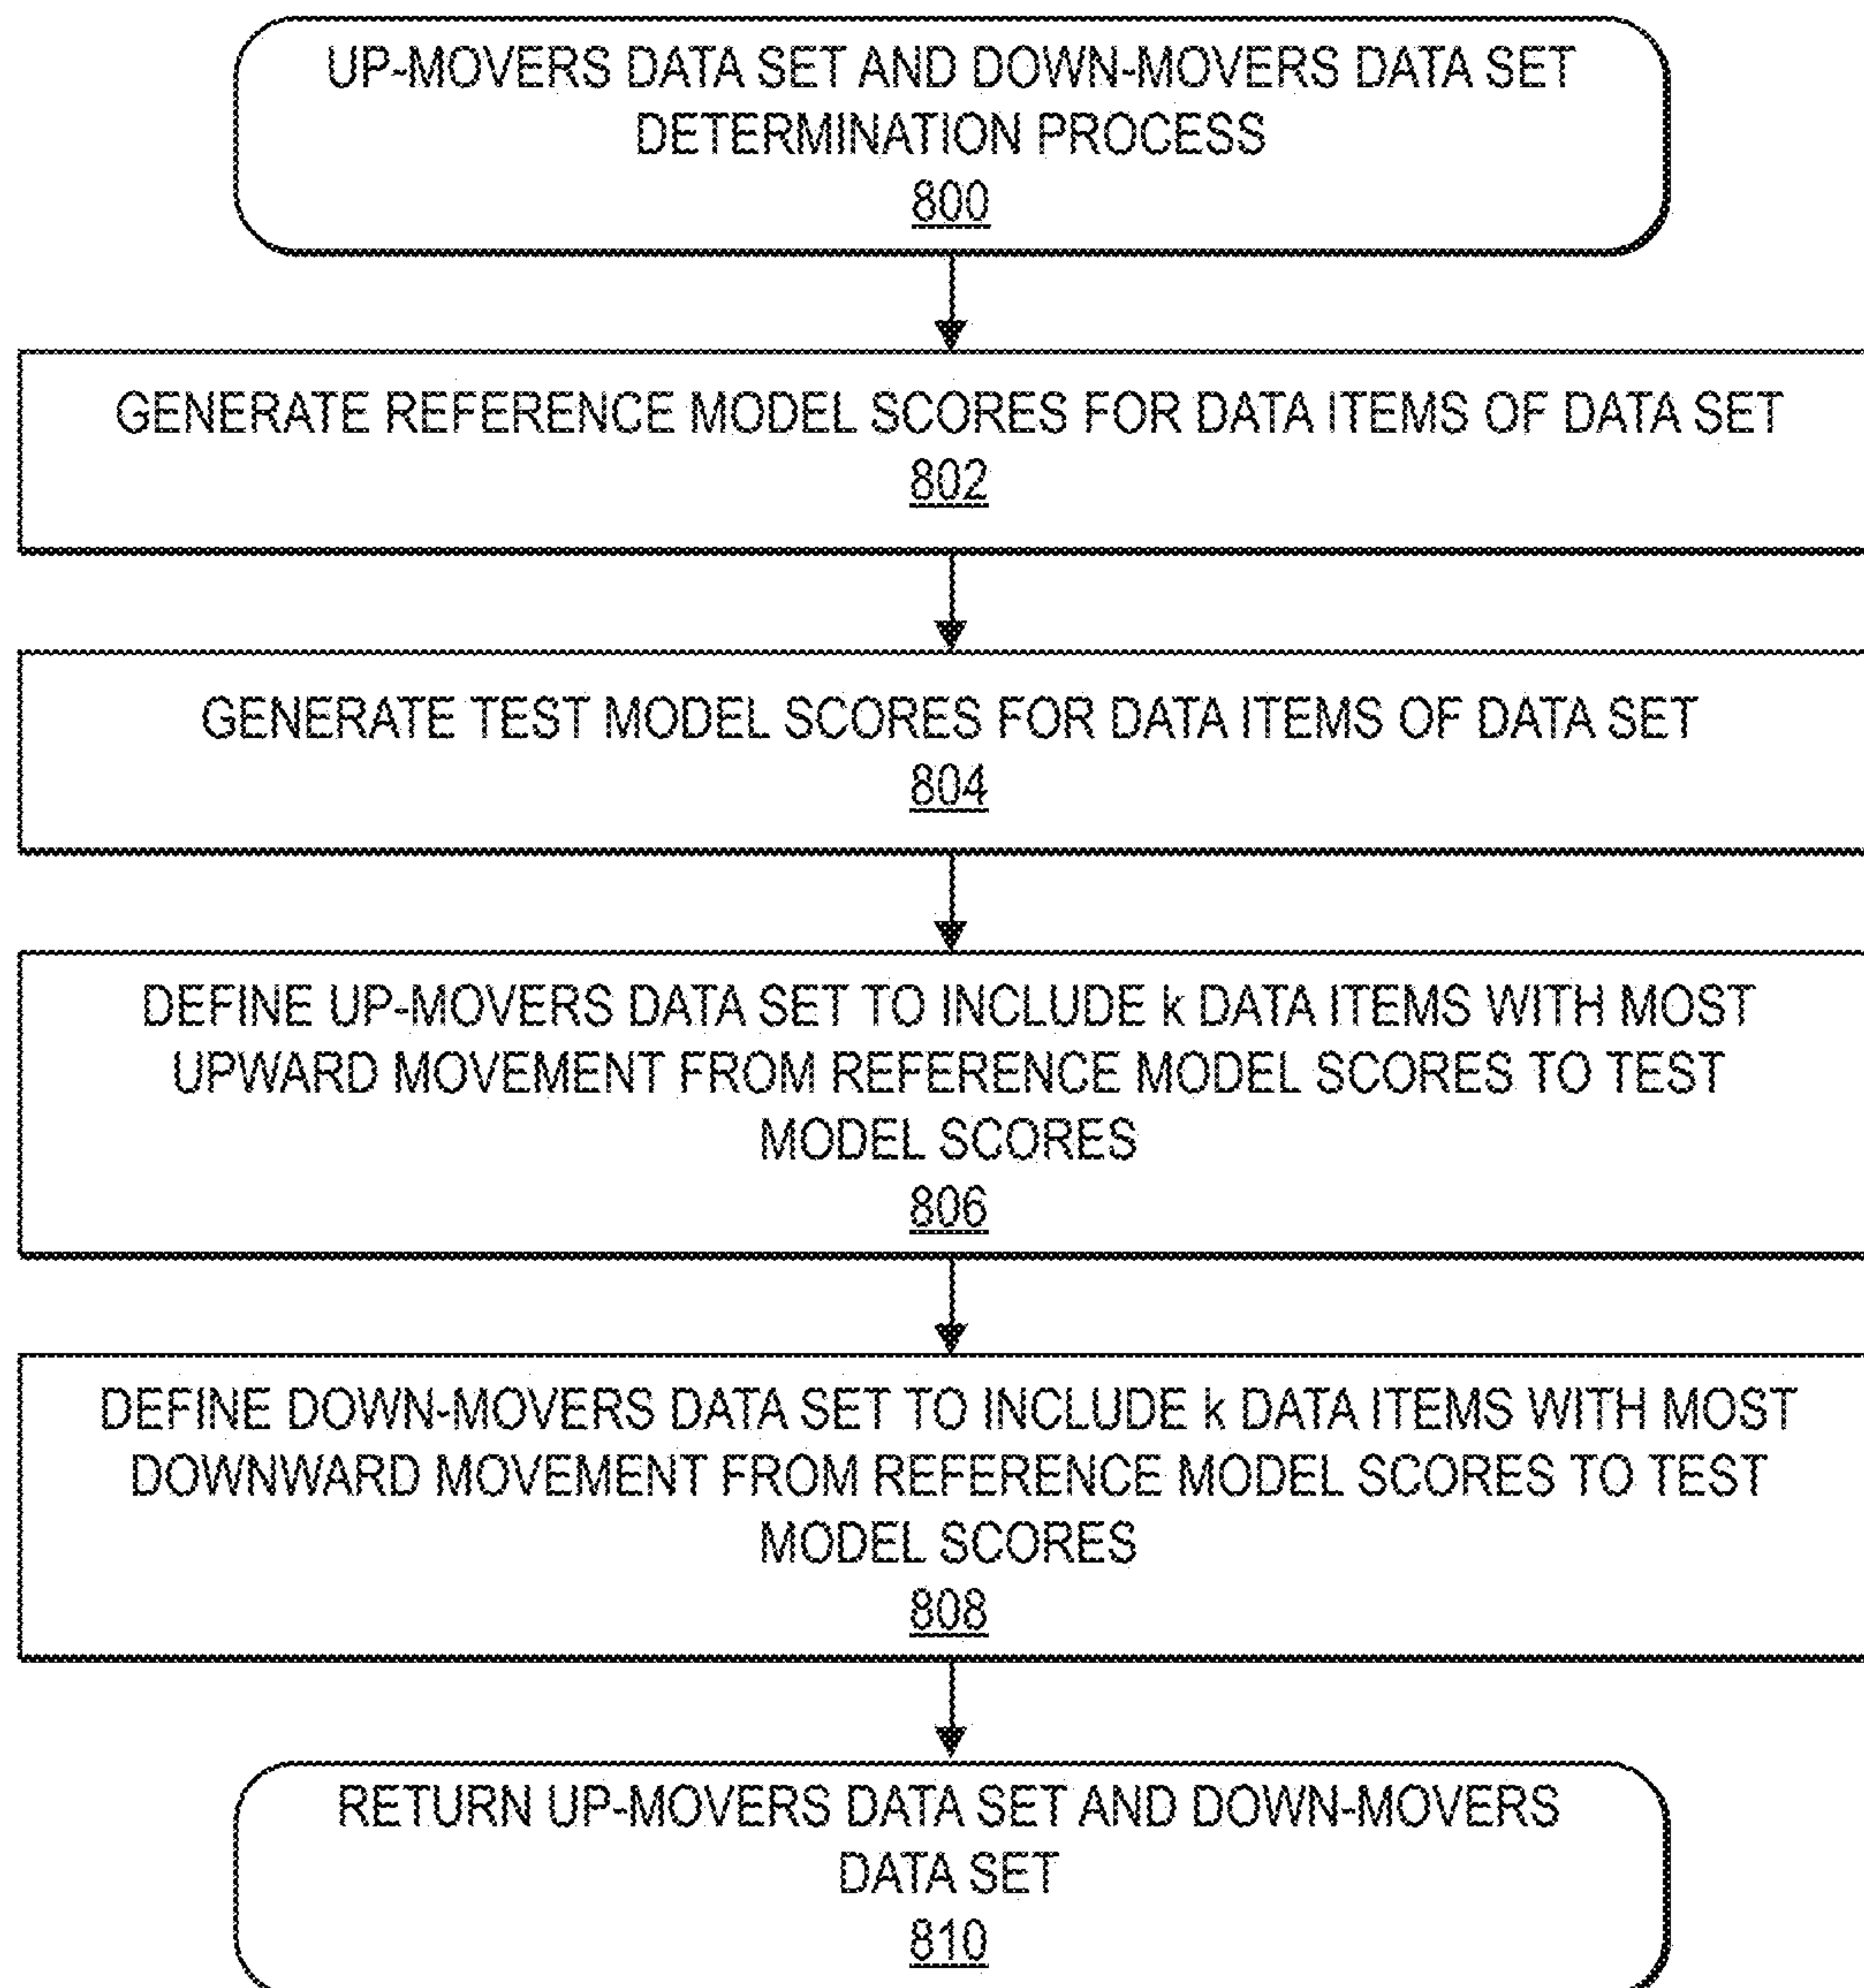 UP-MOVERS DATA SET AND DOWN-MOVERS DATA SET
DETERMINATION PROCESS
800
GENERATE REFERENCE MODEL SCORES FOR DATA ITEMS OF DATA SET
802
GENERATE TEST MODEL SCORES FOR DATA ITEMS OF DATA SET
804
DEFINE UP-MOVERS DATA SET TO INCLUDE k DATA ITEMS WITH MOST
UPWARD MOVEMENT FROM REFERENCE MODEL SCORES TO TEST
MODEL SCORES
806
DEFINE DOWN-MOVERS DATA SET TO INCLUDE k DATA ITEMS WITH MOST
DOWNWARD MOVEMENT FROM REFERENCE MODEL SCORES TO TEST
MODEL SCORES
808
RETURN UP-MOVERS DATA SET AND DOWN-MOVERS
DATA SET
810